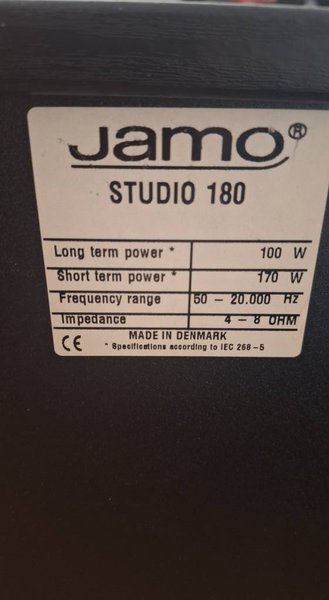 Jamo®
STUDIO 180
Long term power * 100 W
Short term power * 170 W
Frequency range 50 – 20.000 Hz
Impedance 4 – 8 OHM
MADE IN DENMARK
CE * Specifications according to IEC 268-5